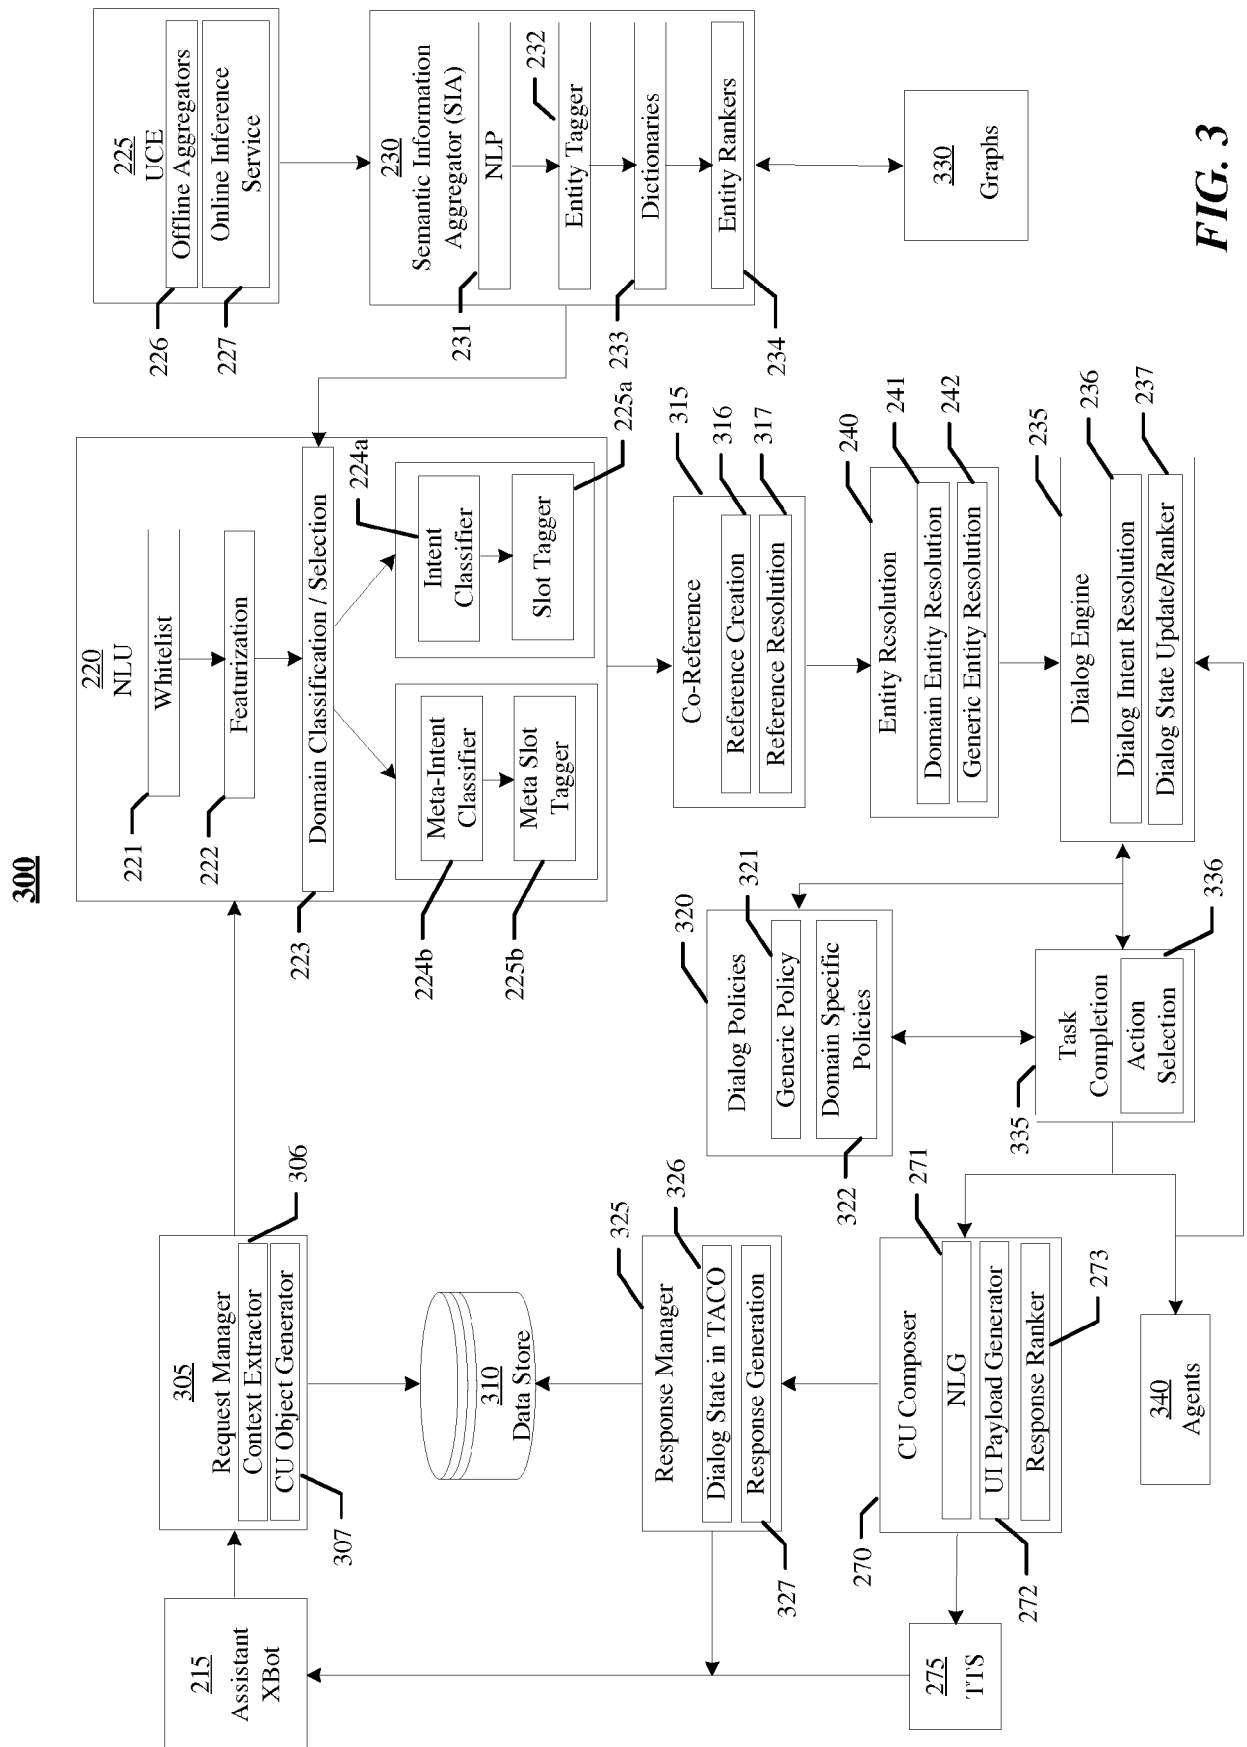 300
215
Assistant
XBot
305
Request Manager
Context Extractor
CU Object Generator
306
307
310
Data Store
220
NLU
Whitelist
221
Featurization
222
Domain Classification / Selection
223
Meta-Intent
Classifier
224b
Meta Slot
Tagger
225b
Intent
Classifier
224a
Slot Tagger
225a
225
UCE
Offline Aggregators
Online Inference
Service
226
227
230
Semantic Information
Aggregator (SIA)
NLP
231
Entity Tagger
232
Dictionaries
233
Entity Rankers
234
330
Graphs
Co-Reference
Reference Creation
Reference Resolution
315
316
317
Entity Resolution
Domain Entity Resolution
Generic Entity Resolution
240
241
242
Dialog Engine
Dialog Intent Resolution
Dialog State Update/Ranker
235
236
237
Dialog Policies
Generic Policy
Domain Specific
Policies
320
321
322
Task
Completion
Action
Selection
335
336
Response Manager
Dialog State in TACO
Response Generation
325
326
327
CU Composer
NLG
UI Payload Generator
Response Ranker
270
271
272
273
275
TTS
340
Agents
FIG. 3